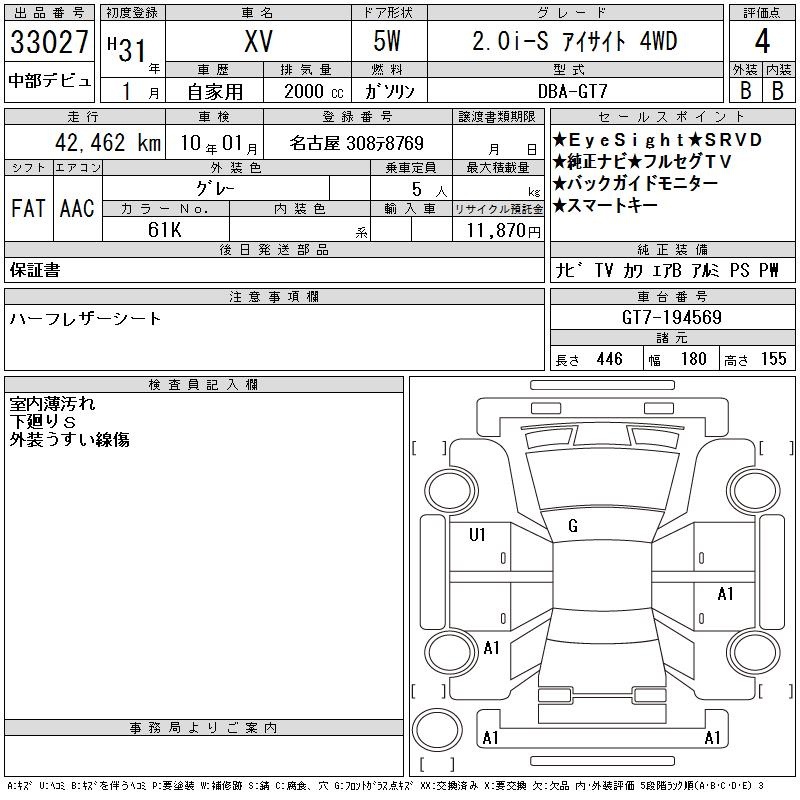 出品番号 初度登録 車名 ドア形状 グレード 評価点
33027 H31年 XV 5W 2.0i-S ｱｲｻｲﾄ 4WD 4
中部デビュ 1月 車歴 排気量 燃料 型式 外装 内装
自家用 2000 cc ｶﾞｿﾘﾝ DBA-GT7 B B
走行 車検 登録番号 譲渡書類期限 セールスポイント
42,462 km 10年01月 名古屋 308ﾃ8769 月 日
★ＥｙｅＳｉｇｈｔ★ＳＲＶＤ
★純正ナビ★フルセグＴＶ
★バックガイドモニター
★スマートキー
シフト エアコン 外装色 乗車定員 最大積載量
FAT AAC ｸﾞﾚｰ 5人 kg
カラーNo. 内装色 輸入車 リサイクル預託金
61K 系 11,870円
後日発送部品 純正装備
保証書 ﾅﾋﾞ TV ｶﾜ ｴｱB ｱﾙﾐ PS PW
注意事項欄 車台番号
ハーフレザーシート GT7-194569
諸元
長さ 446 幅 180 高さ 155
検査員記入欄
室内薄汚れ
下廻りＳ
外装うすい線傷
G
U1
A1
A1
A1 A1
事務局よりご案内
A:ｷｽﾞ U:ﾍｺﾐ B:ｷｽﾞを伴うﾍｺﾐ P:要塗装 W:補修跡 S:錆 C:腐食、穴 G:ﾌﾛﾝﾄｶﾞﾗｽ点ｷｽﾞ XX:交換済み X:要交換 欠:欠品 内・外装評価 5段階ﾗﾝｸ順(A・B・C・D・E) 3